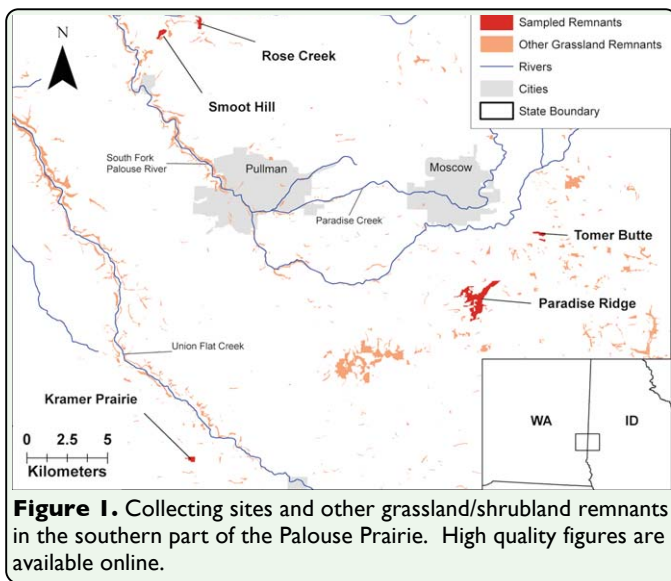 N
Rose Creek
Smoot Hill
Sampled Remnants
Other Grassland Remnants
Rivers
Cities
State Boundary
South Fork
Palouse River
Pullman
Moscow
Paradise Creek
Tomer Butte
Paradise Ridge
Union Flat Creek
Kramer Prairie
0 2.5 5
Kilometers
WA ID
Figure 1. Collecting sites and other grassland/shrubland remnants
in the southern part of the Palouse Prairie. High quality figures are
available online.